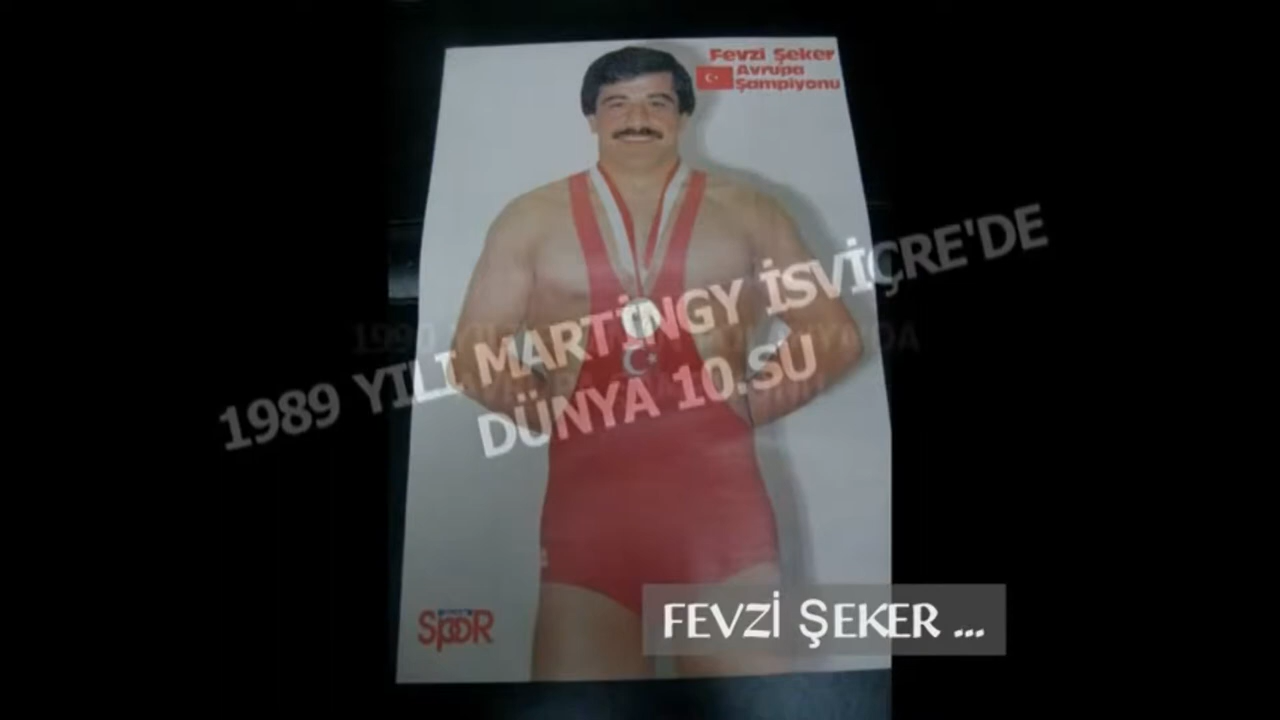 Fevzi Şeker
Avrupa
Şampiyonu
1989 YILI MARTİNGY İSVİÇRE'DE
DÜNYA 10.SU
SpoR
FEVZİ ŞEKER ...